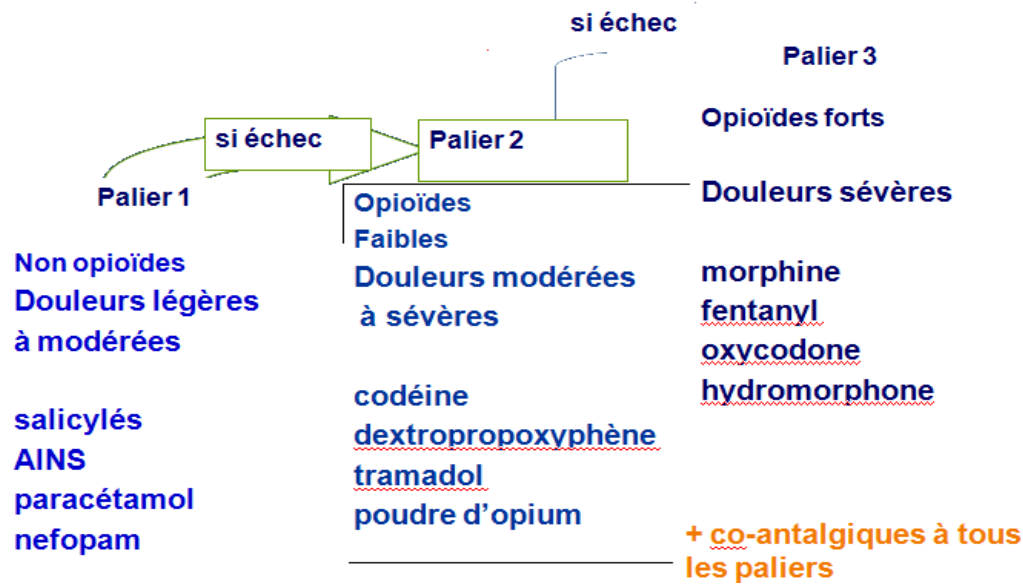 si échec
Palier 3
Opioïdes forts
si échec
Palier 2
Palier 1
Douleurs sévères
Opioïdes
Faibles
Non opioïdes
Douleurs légères
à modérées
Douleurs modérées
à sévères
morphine
fentanyl
oxycodone
hydromorphone
salicylés
AINS
paracétamol
nefopam
codéine
dextropropoxyphène
tramadol
poudre d'opium
+ co-antalgiques à tous
les paliers